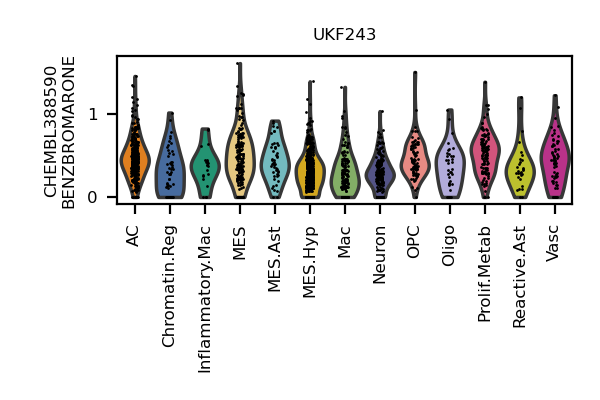 UKF243
CHEMBL388590
BENZBROMARONE
1
0
AC
Chromatin.Reg
Inflammatory.Mac
MES
MES.Ast
MES.Hyp
Mac
Neuron
OPC
Oligo
Prolif.Metab
Reactive.Ast
Vasc